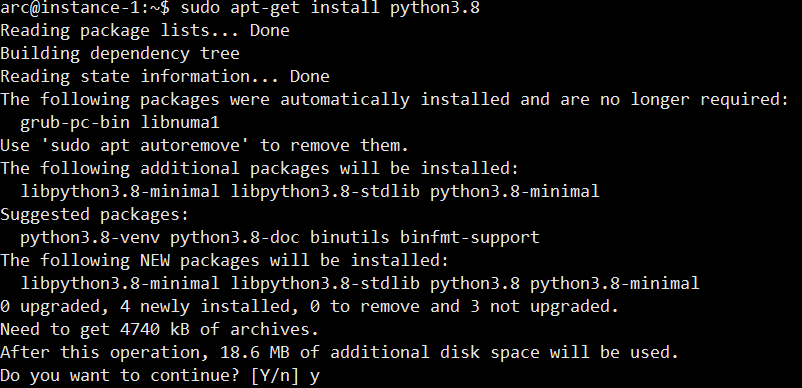 arc@instance-1:~$ sudo apt-get install python3.8
Reading package lists... Done
Building dependency tree
Reading state information... Done
The following packages were automatically installed and are no longer required:
  grub-pc-bin libnuma1
Use 'sudo apt autoremove' to remove them.
The following additional packages will be installed:
  libpython3.8-minimal libpython3.8-stdlib python3.8-minimal
Suggested packages:
  python3.8-venv python3.8-doc binutils binfmt-support
The following NEW packages will be installed:
  libpython3.8-minimal libpython3.8-stdlib python3.8 python3.8-minimal
0 upgraded, 4 newly installed, 0 to remove and 3 not upgraded.
Need to get 4740 kB of archives.
After this operation, 18.6 MB of additional disk space will be used.
Do you want to continue? [Y/n] y